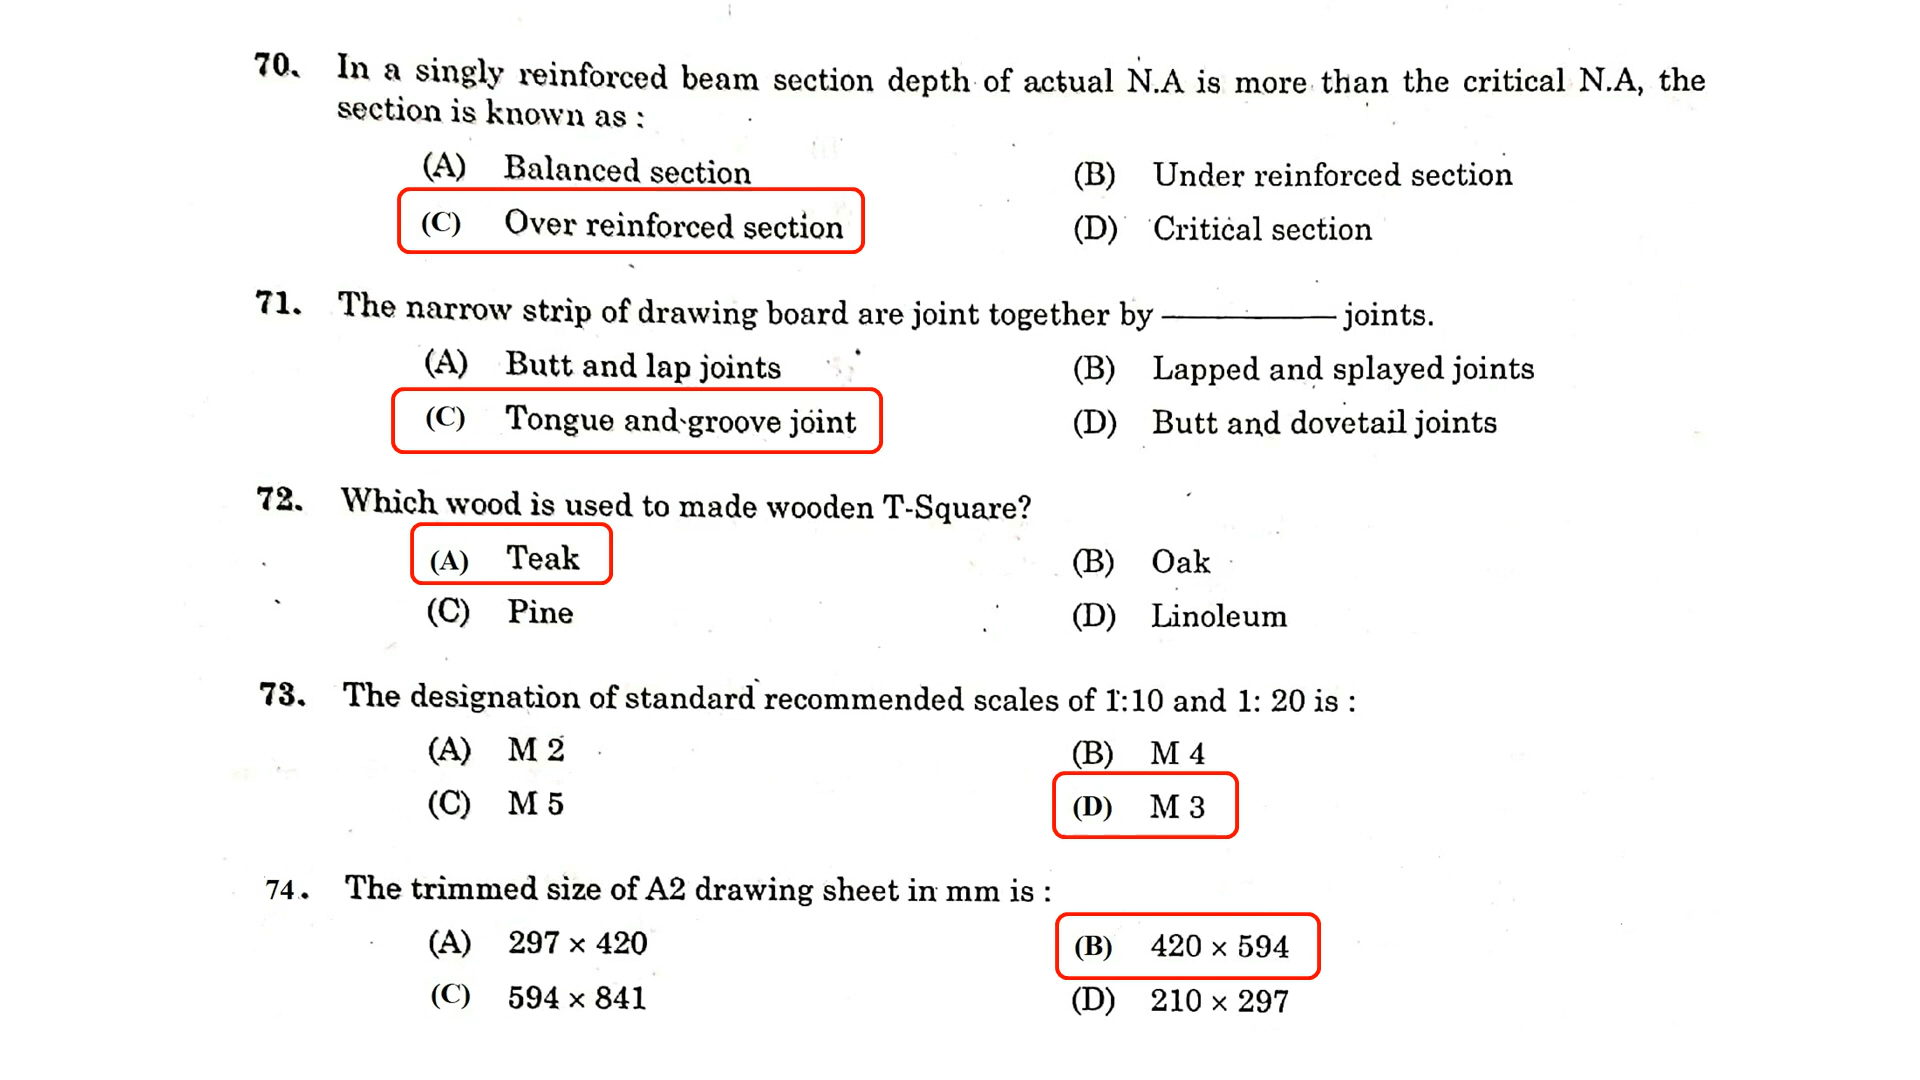 70. In a singly reinforced beam section depth of actual N.A is more than the critical N.A, the
section is known as :
(A) Balanced section (B) Under reinforced section
(C) Over reinforced section (D) Critical section
71. The narrow strip of drawing board are joint together by ———— joints.
(A) Butt and lap joints (B) Lapped and splayed joints
(C) Tongue and groove joint (D) Butt and dovetail joints
72. Which wood is used to made wooden T-Square?
(A) Teak (B) Oak
(C) Pine (D) Linoleum
73. The designation of standard recommended scales of 1:10 and 1: 20 is :
(A) M 2 (B) M 4
(C) M 5 (D) M 3
74. The trimmed size of A2 drawing sheet in mm is :
(A) 297 × 420 (B) 420 × 594
(C) 594 × 841 (D) 210 × 297